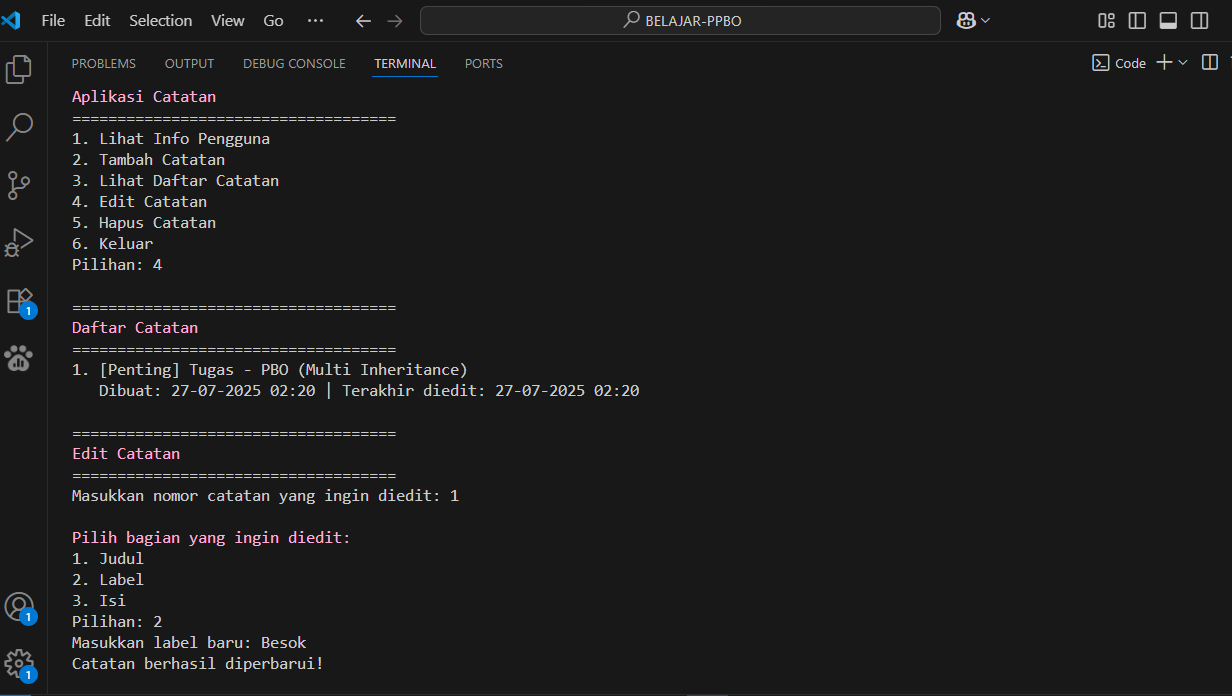 File Edit Selection View Go ··· BELAJAR-PPBO
PROBLEMS OUTPUT DEBUG CONSOLE TERMINAL PORTS Code
Aplikasi Catatan
====================================
1. Lihat Info Pengguna
2. Tambah Catatan
3. Lihat Daftar Catatan
4. Edit Catatan
5. Hapus Catatan
6. Keluar
Pilihan: 4
====================================
Daftar Catatan
====================================
1. [Penting] Tugas - PBO (Multi Inheritance)
Dibuat: 27-07-2025 02:20 | Terakhir diedit: 27-07-2025 02:20
====================================
Edit Catatan
====================================
Masukkan nomor catatan yang ingin diedit: 1
Pilih bagian yang ingin diedit:
1. Judul
2. Label
3. Isi
Pilihan: 2
Masukkan label baru: Besok
Catatan berhasil diperbarui!
1
1
1